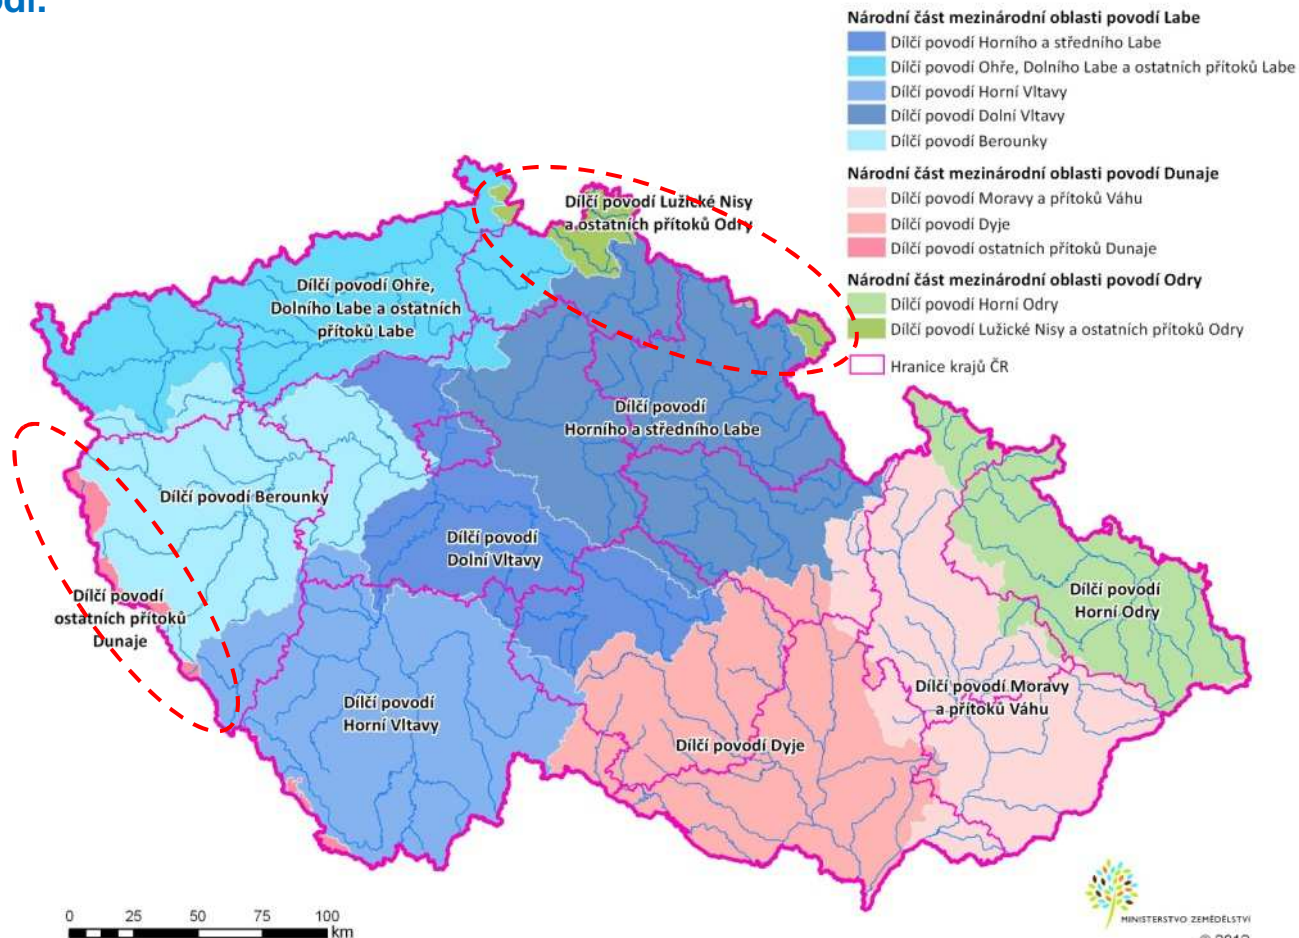 Národní část mezinárodní oblasti povodí Labe
Dílčí povodí Horního a středního Labe
Dílčí povodí Ohře, Dolního Labe a ostatních přítoků Labe
Dílčí povodí Horní Vltavy
Dílčí povodí Dolní Vltavy
Dílčí povodí Berounky
Národní část mezinárodní oblasti povodí Dunaje
Dílčí povodí Moravy a přítoků Váhu
Dílčí povodí Dyje
Dílčí povodí ostatních přítoků Dunaje
Národní část mezinárodní oblasti povodí Odry
Dílčí povodí Horní Odry
Dílčí povodí Lužické Nisy a ostatních přítoků Odry
Hranice krajů ČR
Dílčí povodí Lužické Nisy
a ostatních přítoků Odry
Dílčí povodí Ohře,
Dolního Labe a ostatních
přítoků Labe
Dílčí povodí
Horního a středního Labe
Dílčí povodí Berounky
Dílčí povodí
Dolní Vltavy
Dílčí povodí
ostatních přítoků
Dunaje
Dílčí povodí
Horní Odry
Dílčí povodí
Horní Vltavy
Dílčí povodí Moravy
a přítoků Váhu
Dílčí povodí Dyje
0 25 50 75 100
km
MINISTERSTVO ZEMĚDĚLSTVÍ